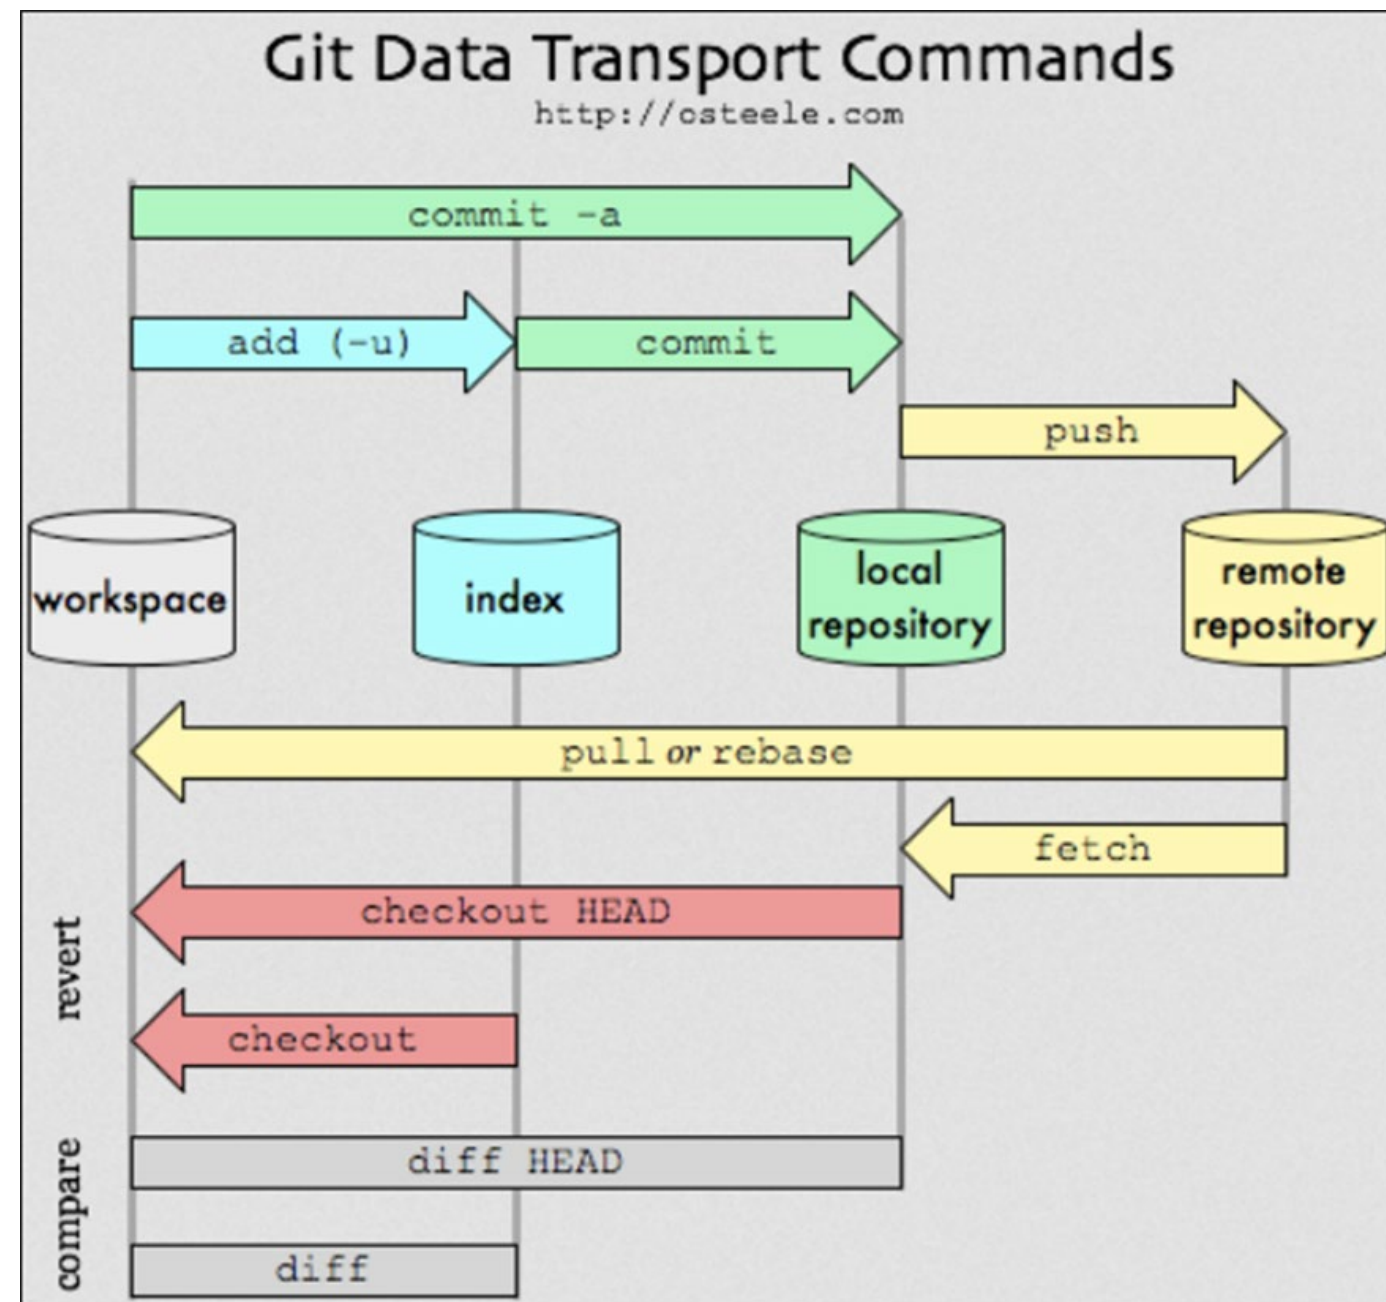 Git Data Transport Commands
http://osteele.com
commit -a
add (-u)
commit
push
workspace
index
local
repository
remote
repository
pull or rebase
fetch
revert
checkout HEAD
checkout
compare
diff HEAD
diff